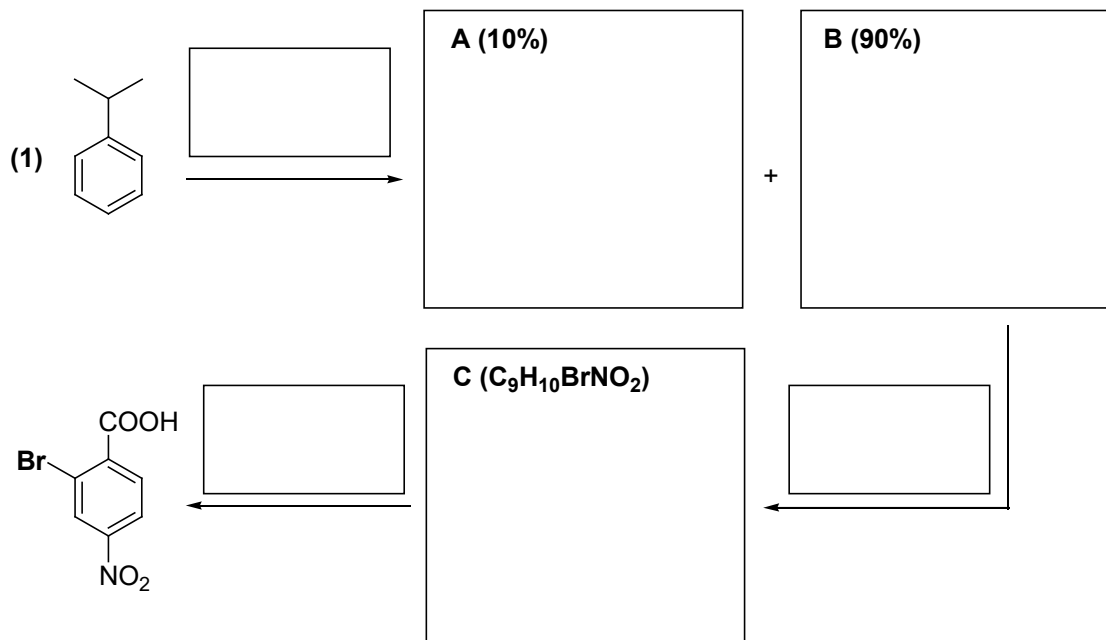 A (10%)
B (90%)
(1)
+
C (C₉H₁₀BrNO₂)
COOH
Br
NO₂